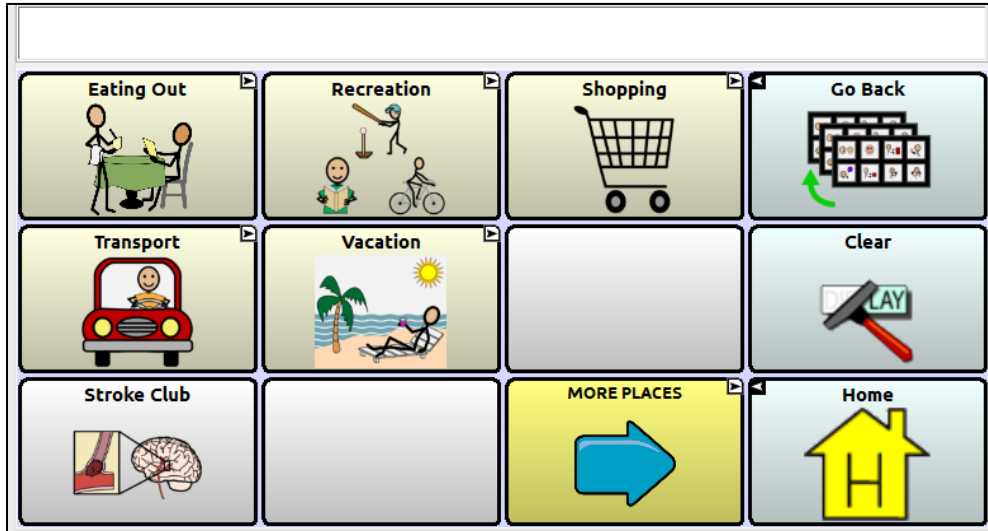 Eating Out
Recreation
Shopping
Go Back
Transport
Vacation
Clear
DISPLAY
Stroke Club
MORE PLACES
Home
H